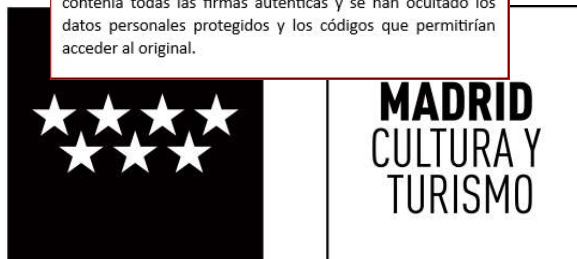 contenía todas las firmas auténticas y se han ocultado los
datos personales protegidos y los códigos que permitirían
acceder al original.
MADRID
CULTURA Y
TURISMO